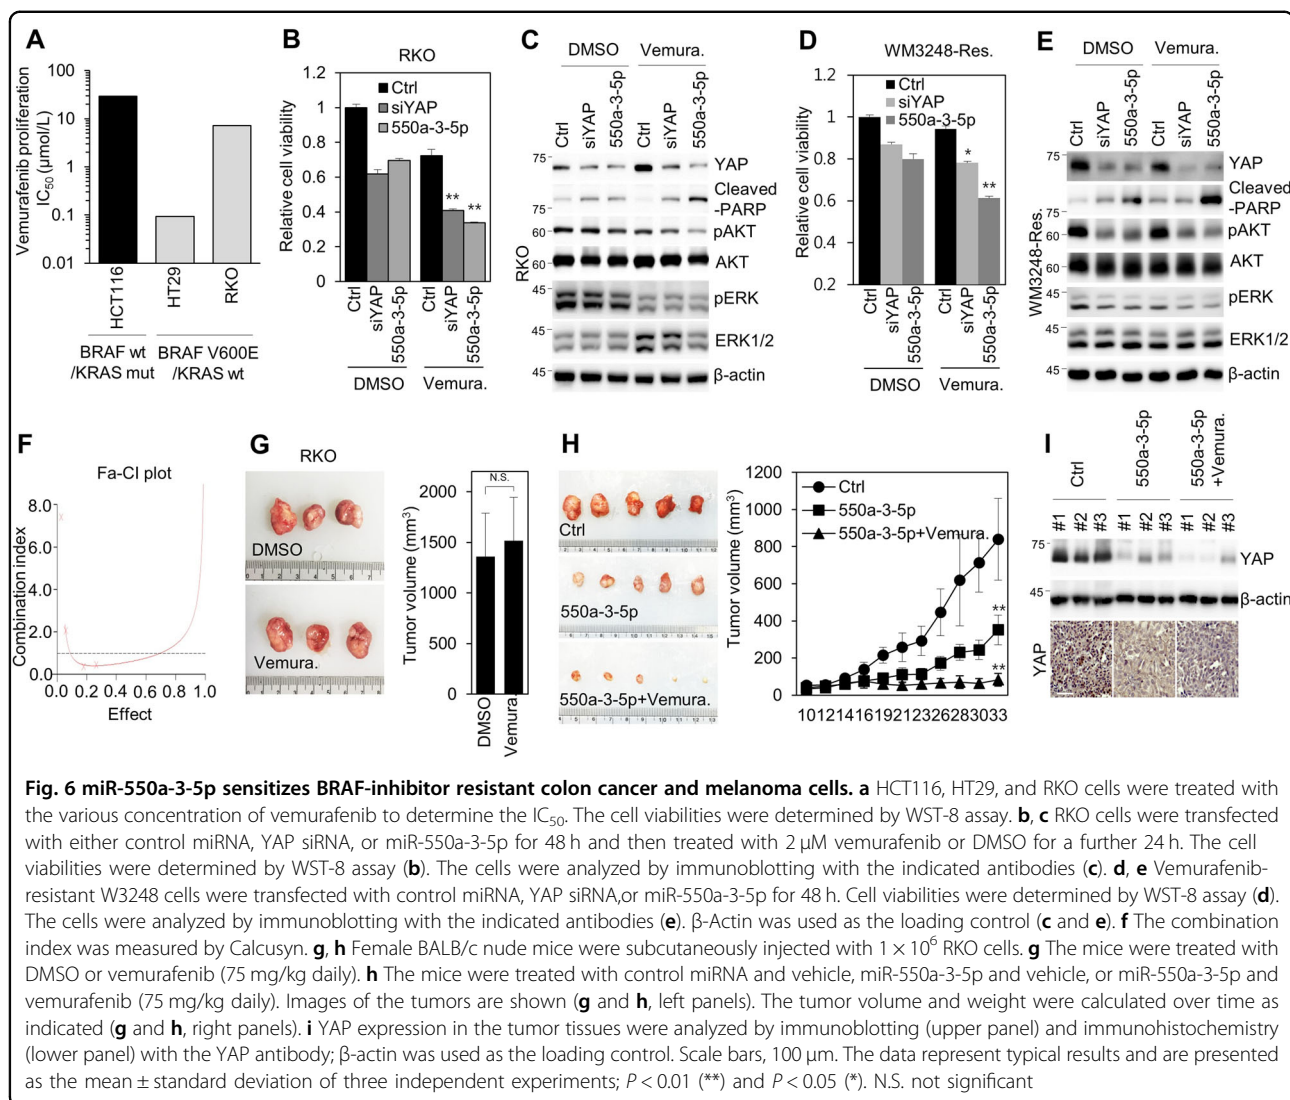 A
Vemurafenib proliferation
IC50 (µmol/L)
100
10
1
0.1
0.01
HCT116
HT29
RKO
BRAF wt
/KRAS mut
BRAF V600E
/KRAS wt
B
RKO
Relative cell viability
1.2
1
0.8
0.6
0.4
0.2
0
Ctrl
siYAP
550a-3-5p
**
**
Ctrl
siYAP
550a-3-5p
Ctrl
siYAP
550a-3-5p
DMSO
Vemura.
C
DMSO
Vemura.
Ctrl
siYAP
550a-3-5p
Ctrl
siYAP
550a-3-5p
RKO
75
YAP
75
Cleaved
-PARP
60
pAKT
60
AKT
45
pERK
45
ERK1/2
45
β-actin
D
WM3248-Res.
Relative cell viability
1.2
1
0.8
0.6
0.4
0.2
Ctrl
siYAP
550a-3-5p
*
**
Ctrl
siYAP
550a-3-5p
Ctrl
siYAP
550a-3-5p
DMSO
Vemura.
E
DMSO
Vemura.
Ctrl
siYAP
550a-3-5p
Ctrl
siYAP
550a-3-5p
WM3248-Res.
75
YAP
75
Cleaved
-PARP
60
pAKT
60
AKT
45
pERK
45
ERK1/2
45
β-actin
F
Fa-CI plot
Combination index
8.0
6.0
4.0
2.0
0.0
0.0
0.2
0.4
0.6
0.8
1.0
Effect
G
RKO
DMSO
Vemura.
Tumor volume (mm3)
2000
1500
1000
500
0
N.S.
DMSO
Vemura.
H
Ctrl
550a-3-5p
550a-3-5p+Vemura.
Tumor volume (mm3)
1200
1000
800
600
400
200
0
Ctrl
550a-3-5p
550a-3-5p+Vemura.
**
**
10 12 14 16 19 21 23 26 28 30 33
I
Ctrl
550a-3-5p
550a-3-5p
+Vemura.
#1 #2 #3 #1 #2 #3 #1 #2 #3
75
YAP
45
β-actin
YAP
Fig. 6 miR-550a-3-5p sensitizes BRAF-inhibitor resistant colon cancer and melanoma cells. a HCT116, HT29, and RKO cells were treated with
the various concentration of vemurafenib to determine the IC50. The cell viabilities were determined by WST-8 assay. b, c RKO cells were transfected
with either control miRNA, YAP siRNA, or miR-550a-3-5p for 48 h and then treated with 2 µM vemurafenib or DMSO for a further 24 h. The cell
viabilities were determined by WST-8 assay (b). The cells were analyzed by immunoblotting with the indicated antibodies (c). d, e Vemurafenib-
resistant W3248 cells were transfected with control miRNA, YAP siRNA,or miR-550a-3-5p for 48 h. Cell viabilities were determined by WST-8 assay (d).
The cells were analyzed by immunoblotting with the indicated antibodies (e). β-Actin was used as the loading control (c and e). f The combination
index was measured by Calcusyn. g, h Female BALB/c nude mice were subcutaneously injected with 1 × 10⁶ RKO cells. g The mice were treated with
DMSO or vemurafenib (75 mg/kg daily). h The mice were treated with control miRNA and vehicle, miR-550a-3-5p and vehicle, or miR-550a-3-5p and
vemurafenib (75 mg/kg daily). Images of the tumors are shown (g and h, left panels). The tumor volume and weight were calculated over time as
indicated (g and h, right panels). i YAP expression in the tumor tissues were analyzed by immunoblotting (upper panel) and immunohistochemistry
(lower panel) with the YAP antibody; β-actin was used as the loading control. Scale bars, 100 µm. The data represent typical results and are presented
as the mean ± standard deviation of three independent experiments; P < 0.01 (**) and P < 0.05 (*). N.S. not significant